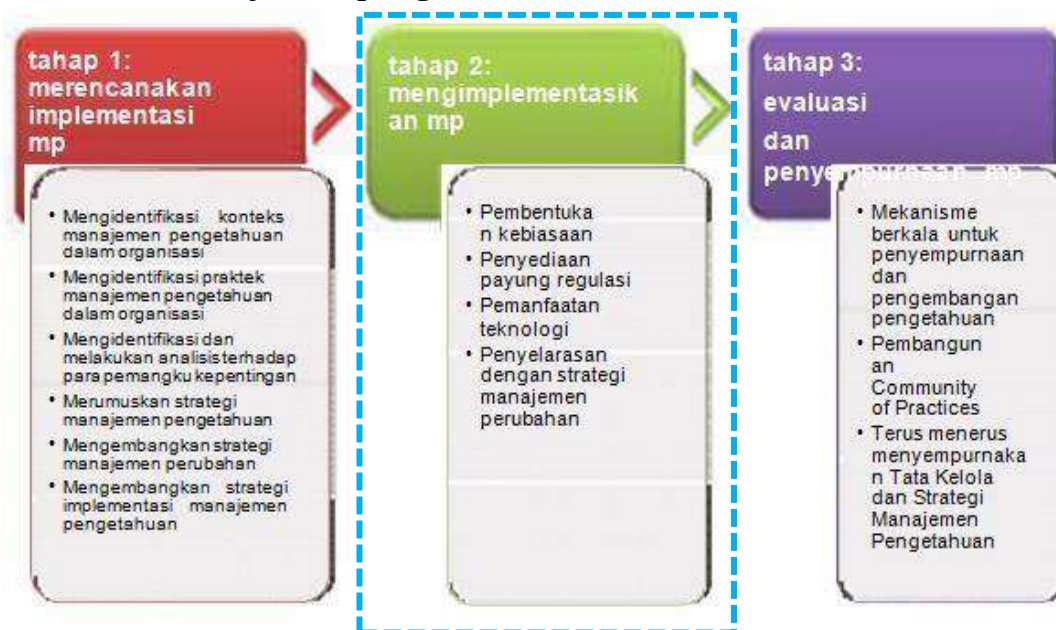 tahap 1:
merencanakan
implementasi
mp
• Mengidentifikasi konteks
manajemen pengetahuan
dalam organisasi
• Mengidentifikasi praktek
manajemen pengetahuan
dalam organisasi
• Mengidentifikasi dan
melakukan analisis terhadap
para pemangku kepentingan
• Merumuskan strategi
manajemen pengetahuan
• Mengembangkan strategi
manajemen perubahan
• Mengembangkan strategi
implementasi manajemen
pengetahuan
tahap 2:
mengimplementasik
an mp
• Pembentuka
n kebiasaan
• Penyediaan
payung regulasi
• Pemanfaatan
teknologi
• Penyelarasan
dengan strategi
manajemen
perubahan
tahap 3:
evaluasi
dan
penyempurnaan mp
• Mekanisme
berkala untuk
penyempurnaan
dan
pengembangan
pengetahuan
• Pembangun
an
Community
of Practices
• Terus menerus
menyempurnaka
n Tata Kelola
dan Strategi
Manajemen
Pengetahuan